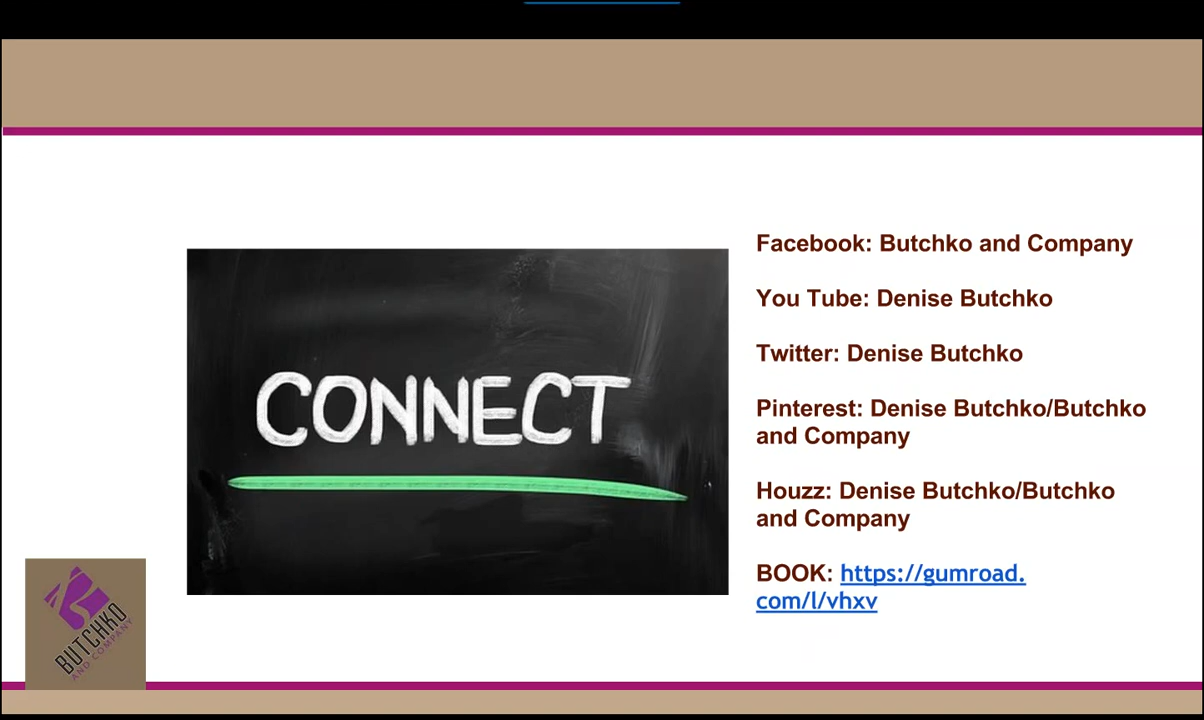 CONNECT
Facebook: Butchko and Company
You Tube: Denise Butchko
Twitter: Denise Butchko
Pinterest: Denise Butchko/Butchko
and Company
Houzz: Denise Butchko/Butchko
and Company
BOOK: https://gumroad.
com/l/vhxv
BUTCHKO
AND COMPANY